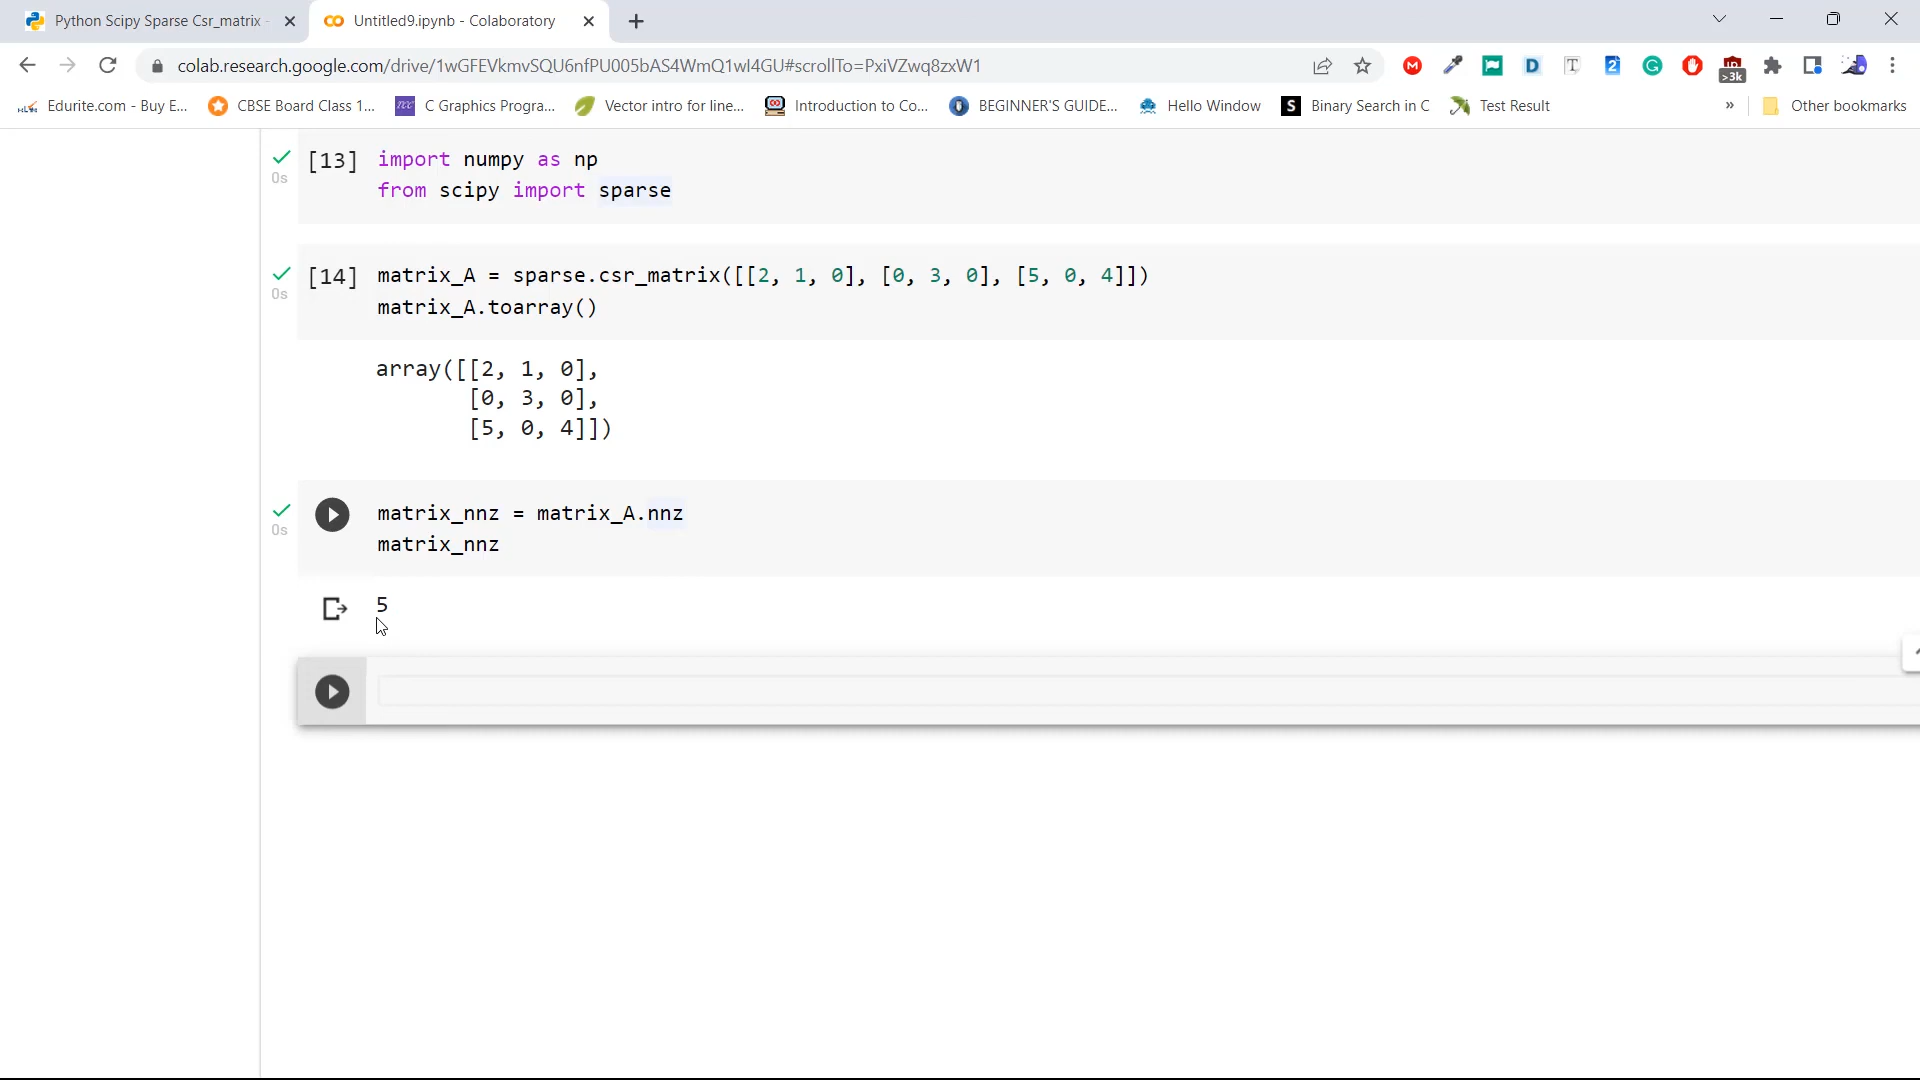 Python Scipy Sparse Csr_matrix -
Untitled9.ipynb - Colaboratory
colab.research.google.com/drive/1wGFEVkmvSQU6nfPU005bAS4WmQ1wI4GU#scrollTo=PxiVZwq8zxW1
M D T 2 G >3k
Edurite.com - Buy E... CBSE Board Class 1... C Graphics Progra... Vector intro for line... Introduction to Co... BEGINNER'S GUIDE... Hello Window S Binary Search in C Test Result » Other bookmarks
[13] import numpy as np
0s
from scipy import sparse
[14] matrix_A = sparse.csr_matrix([[2, 1, 0], [0, 3, 0], [5, 0, 4]])
0s
matrix_A.toarray()
array([[2, 1, 0],
[0, 3, 0],
[5, 0, 4]])
matrix_nnz = matrix_A.nnz
0s
matrix_nnz
5